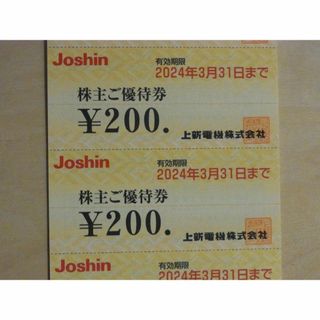 Joshin 有効期限
2024年3月31日まで
株主ご優待券
¥200.
上新電機株式会社
Joshin 有効期限
2024年3月31日まで
株主ご優待券
¥200.
上新電機株式会社
Joshin 有効期限
2024年3月31日まで